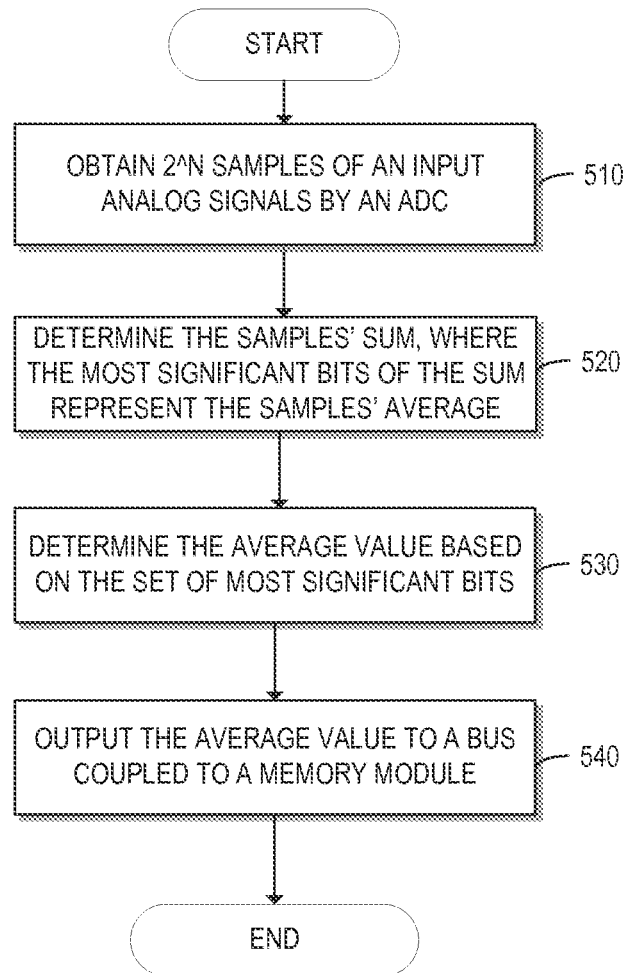 START
OBTAIN 2^N SAMPLES OF AN INPUT
ANALOG SIGNALS BY AN ADC
510
DETERMINE THE SAMPLES' SUM, WHERE
THE MOST SIGNIFICANT BITS OF THE SUM
REPRESENT THE SAMPLES' AVERAGE
520
DETERMINE THE AVERAGE VALUE BASED
ON THE SET OF MOST SIGNIFICANT BITS
530
OUTPUT THE AVERAGE VALUE TO A BUS
COUPLED TO A MEMORY MODULE
540
END